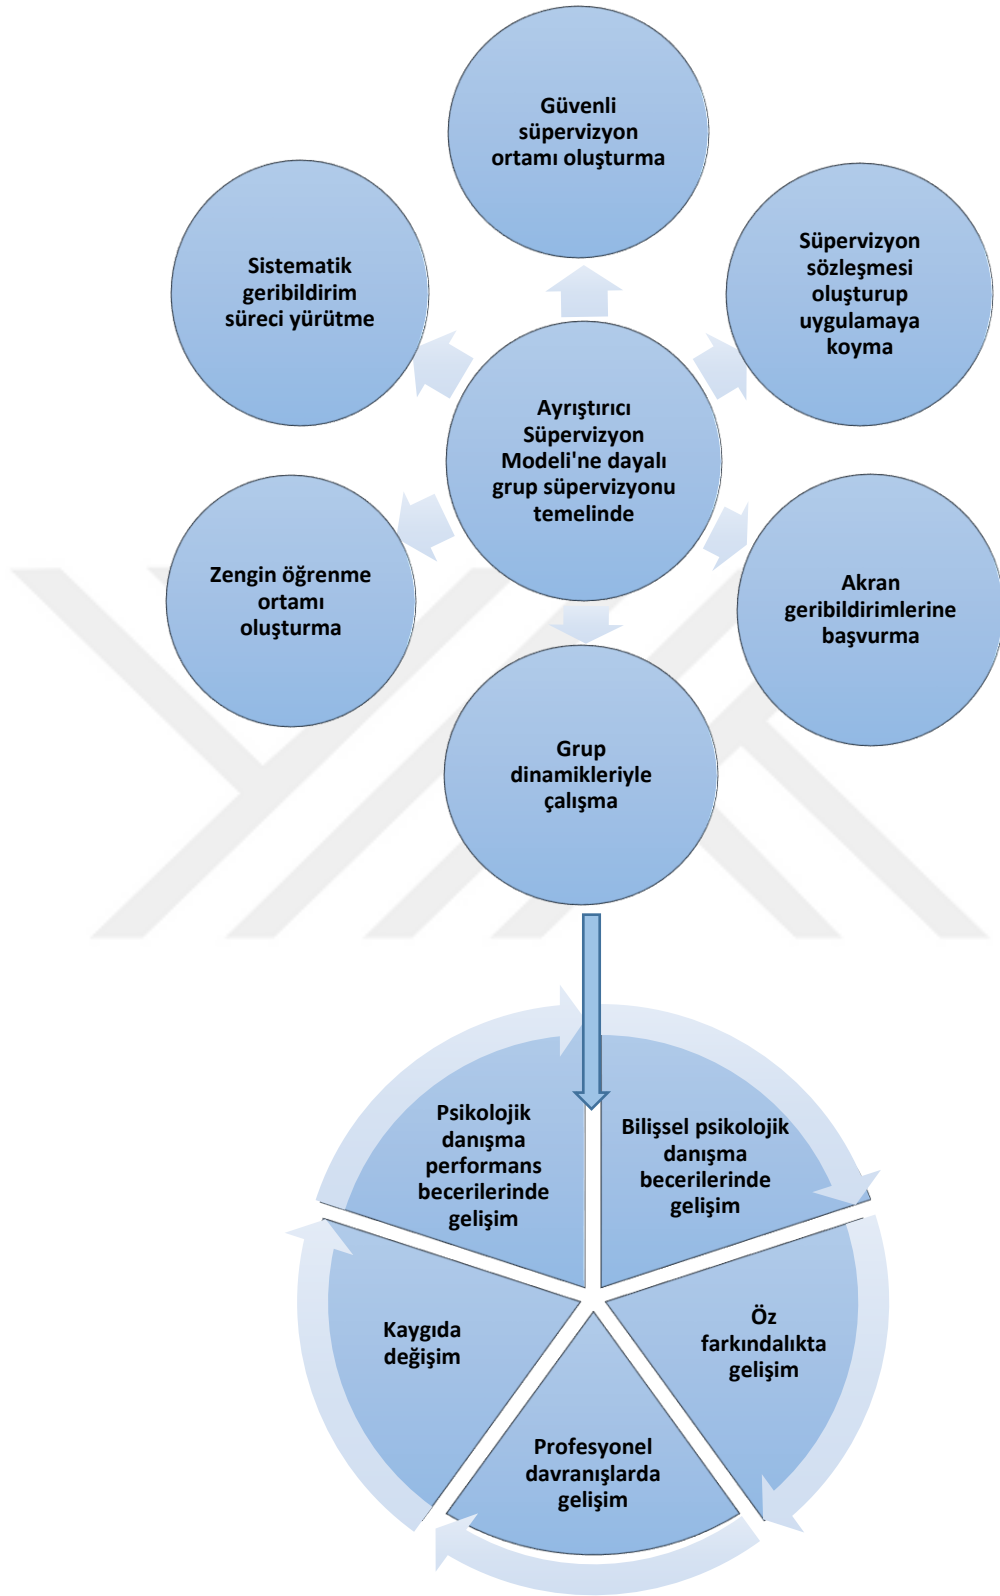 Güvenli
süpervizyon
ortamı oluşturma
Süpervizyon
sözleşmesi
oluşturup
uygulamaya
koyma
Sistematik
geribildirim
süreci yürütme
Ayrıştırıcı
Süpervizyon
Modeli'ne dayalı
grup süpervizyonu
temelinde
Zengin öğrenme
ortamı
oluşturma
Akran
geribildirimlerine
başvurma
Grup
dinamikleriyle
çalışma
Psikolojik
danışma
performans
becerilerinde
gelişim
Bilişsel psikolojik
danışma
becerilerinde
gelişim
Kaygıda
değişim
Öz
farkındalıkta
gelişim
Profesyonel
davranışlarda
gelişim